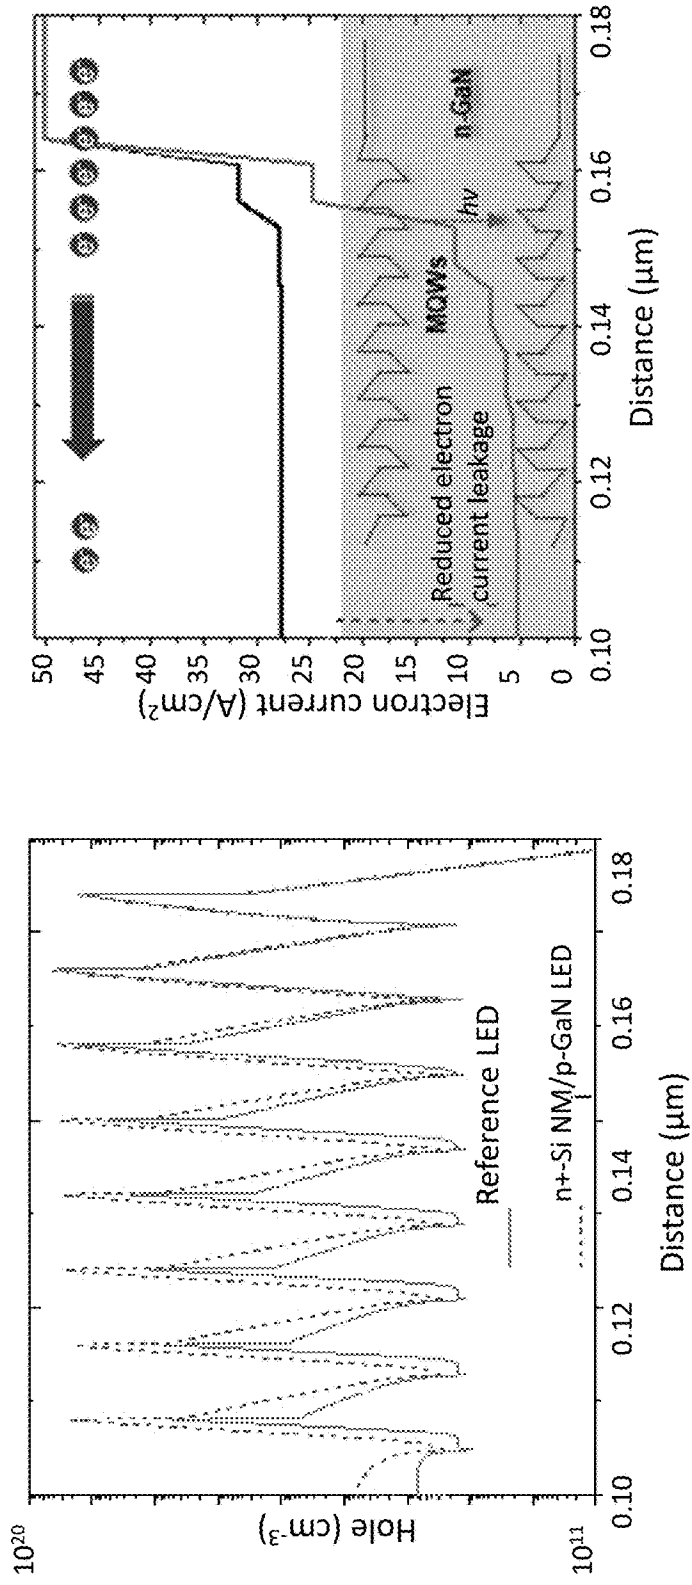 10²⁰
10¹¹
Hole (cm⁻³)
0.10
0.12
0.14
0.16
0.18
Distance (μm)
Reference LED
n+-Si NM/p-GaN LED
50
45
40
35
30
25
20
15
10
5
0
Electron current (A/cm²)
0.10
0.12
0.14
0.16
0.18
Distance (μm)
e e e e e e e e
Reduced electron
current leakage
MQWs
hν
n-GaN